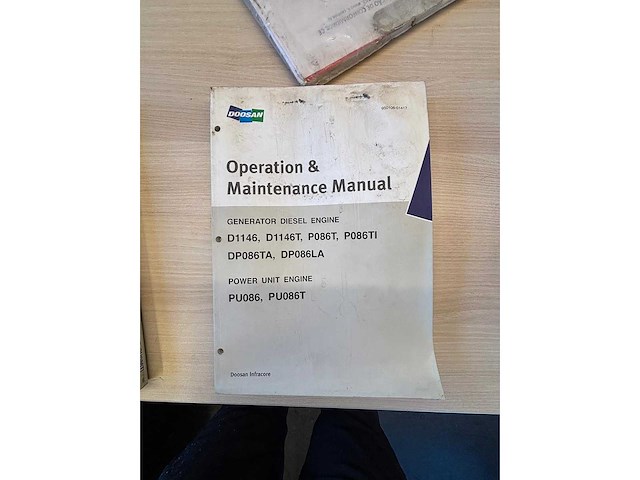 DOOSAN
Operation &
Maintenance Manual
GENERATOR DIESEL ENGINE
D1146, D1146T, P086T, P086TI
DP086TA, DP086LA
POWER UNIT ENGINE
PU086, PU086T
Doosan Infracore